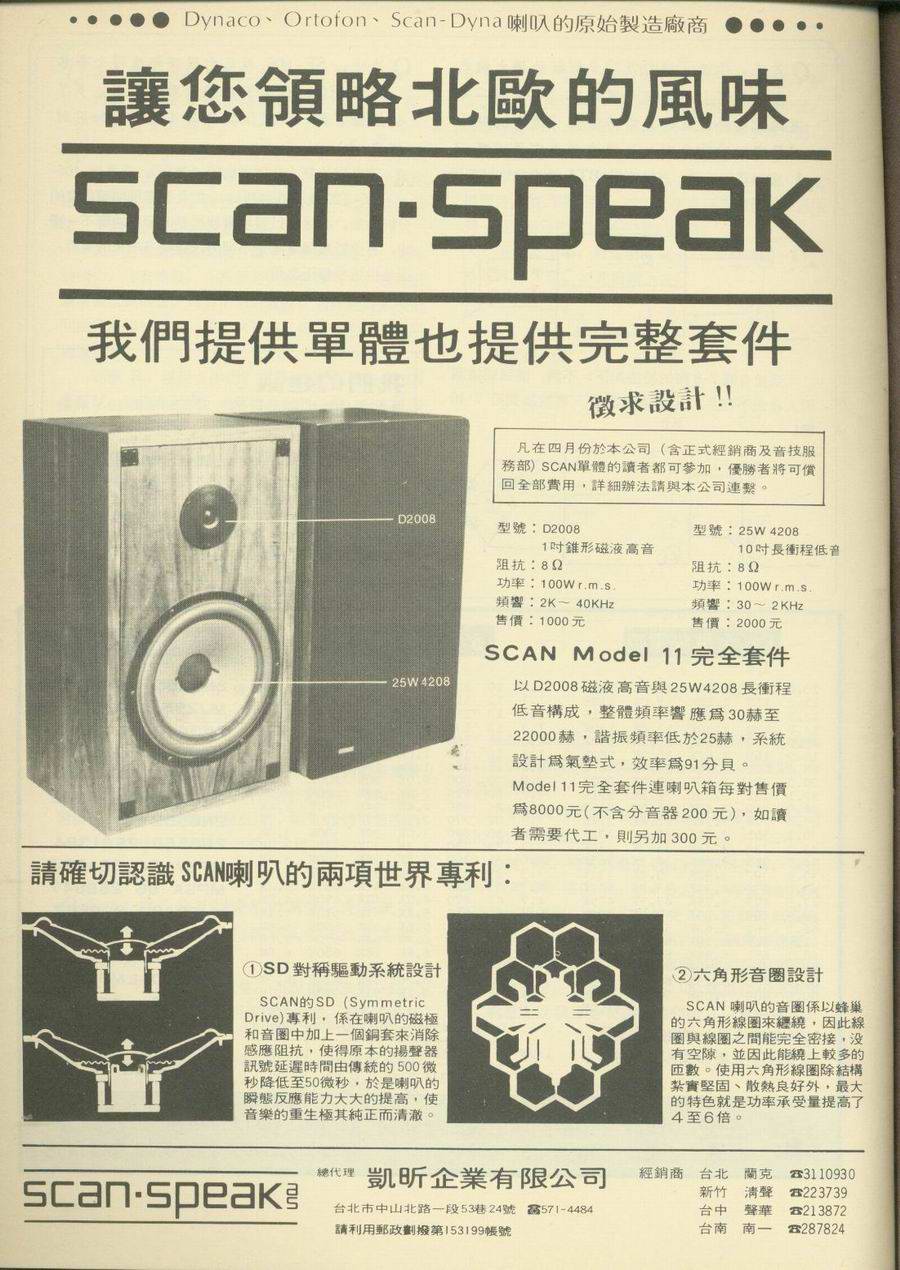 Dynaco、Ortofon、Scan-Dyna喇叭的原始製造廠商
讓您領略北歐的風味
scan·speak
我們提供單體也提供完整套件
徵求設計!!
凡在四月份於本公司（含正式經銷商及音技服
務部）SCAN單體的讀者都可參加，優勝者將可償
回全部費用，詳細辦法請與本公司連繫。
D2008
25W4208
型號：D2008
1吋錐形磁液高音
阻抗：8Ω
功率：100W r.m.s.
頻響：2K～40KHz
售價：1000元
型號：25W 4208
10吋長衝程低音
阻抗：8Ω
功率：100W r.m.s.
頻響：30～2KHz
售價：2000元
SCAN Model 11 完全套件
以D2008磁液高音與25W4208長衝程
低音構成，整體頻率響應爲30赫至
22000赫，諧振頻率低於25赫，系統
設計爲氣墊式，效率爲91分貝。
Model 11完全套件連喇叭箱每對售價
爲8000元(不含分音器200元)，如讀
者需要代工，則另加300元。
請確切認識SCAN喇叭的兩項世界專利：
①SD對稱驅動系統設計
SCAN的SD (Symmetric
Drive)專利，係在喇叭的磁極
和音圈中加上一個銅套來消除
感應阻抗，使得原本的揚聲器
訊號延遲時間由傳統的500微
秒降低至50微秒，於是喇叭的
瞬態反應能力大大的提高，使
音樂的重生極其純正而清澈。
②六角形音圈設計
SCAN 喇叭的音圈係以蜂巢
的六角形線圈來纏繞，因此線
圈與線圈之間能完全密接，没
有空隙，並因此能繞上較多的
匝數。使用六角形線圈除結構
紮實堅固、散熱良好外，最大
的特色就是功率承受量提高了
4至6倍。
scan·speak a/s
總代理 凱昕企業有限公司
台北市中山北路一段53巷24號 ☎571-4484
請利用郵政劃撥第153199帳號
經銷商 台北 蘭克 ☎3110930
新竹 清聲 ☎223739
台中 聲華 ☎213872
台南 南一 ☎287824